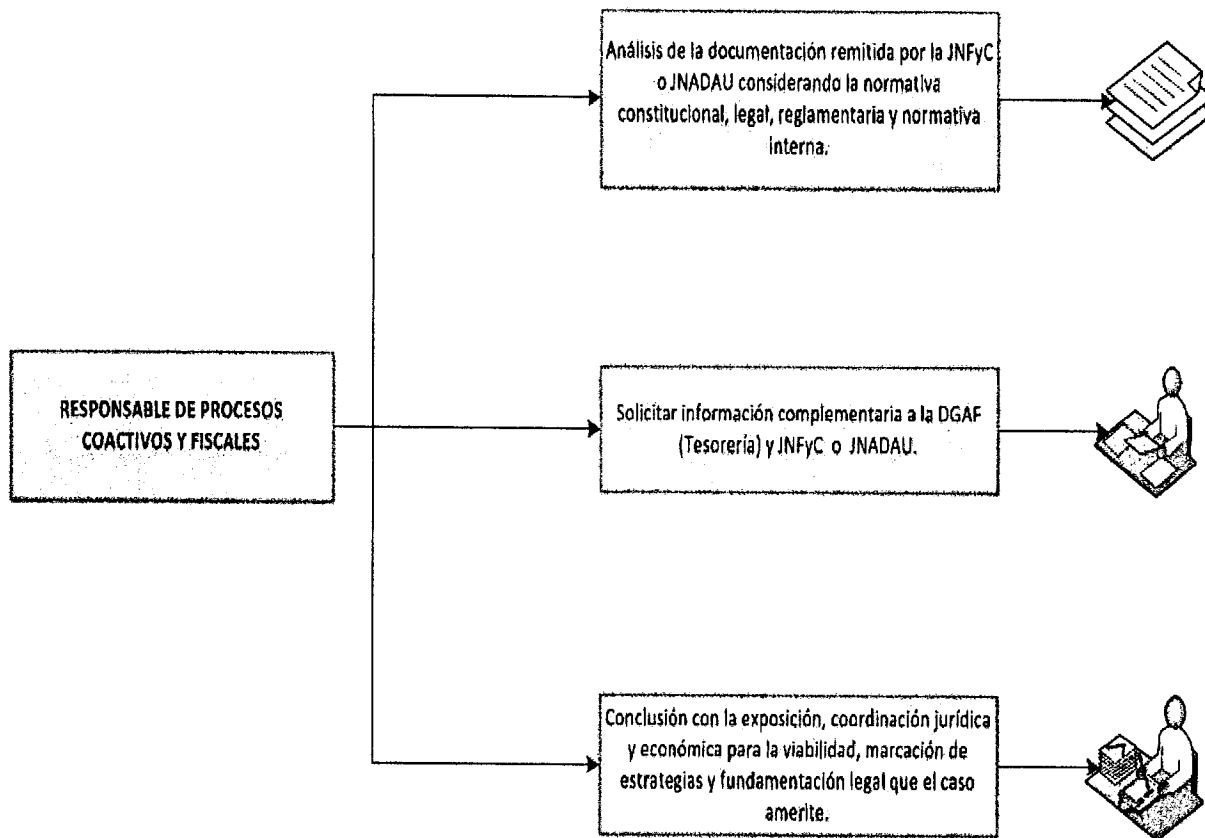 Análisis de la documentación remitida por la JNFyC
o JNADAU considerando la normativa
constitucional, legal, reglamentaria y normativa
interna.
RESPONSABLE DE PROCESOS
COACTIVOS Y FISCALES
Solicitar información complementaria a la DGAF
(Tesorería) y JNFyC o JNADAU.
Conclusión con la exposición, coordinación jurídica
y económica para la viabilidad, marcación de
estrategias y fundamentación legal que el caso
amerite.